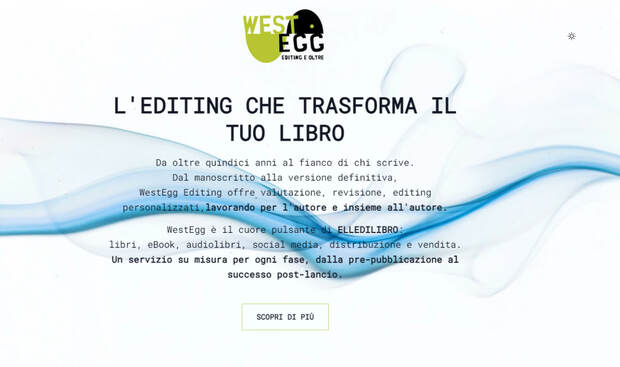 WEST
EGG
EDITING E OLTRE
L'EDITING CHE TRASFORMA IL
TUO LIBRO
Da oltre quindici anni al fianco di chi scrive.
Dal manoscritto alla versione definitiva,
WestEgg Editing offre valutazione, revisione, editing
personalizzati,lavorando per l'autore e insieme all'autore.
WestEgg è il cuore pulsante di ELLEDILIBRO:
libri, eBook, audiolibri, social media, distribuzione e vendita.
Un servizio su misura per ogni fase, dalla pre-pubblicazione al
successo post-lancio.
SCOPRI DI PIÙ